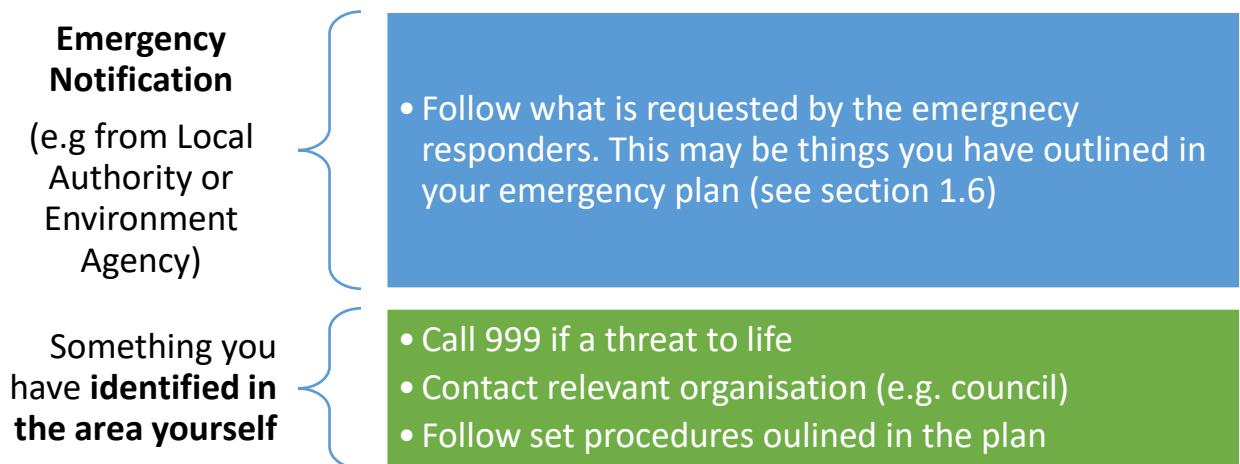 Emergency
Notification
(e.g from Local
Authority or
Environment
Agency)
• Follow what is requested by the emergnecy
responders. This may be things you have outlined in
your emergency plan (see section 1.6)
Something you
have identified in
the area yourself
• Call 999 if a threat to life
• Contact relevant organisation (e.g. council)
• Follow set procedures oulined in the plan